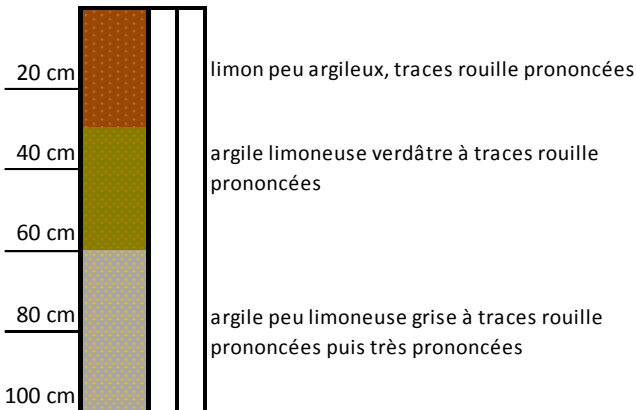 20 cm
limon peu argileux, traces rouille prononcées
40 cm
argile limoneuse verdâtre à traces rouille
prononcées
60 cm
80 cm
argile peu limoneuse grise à traces rouille
prononcées puis très prononcées
100 cm